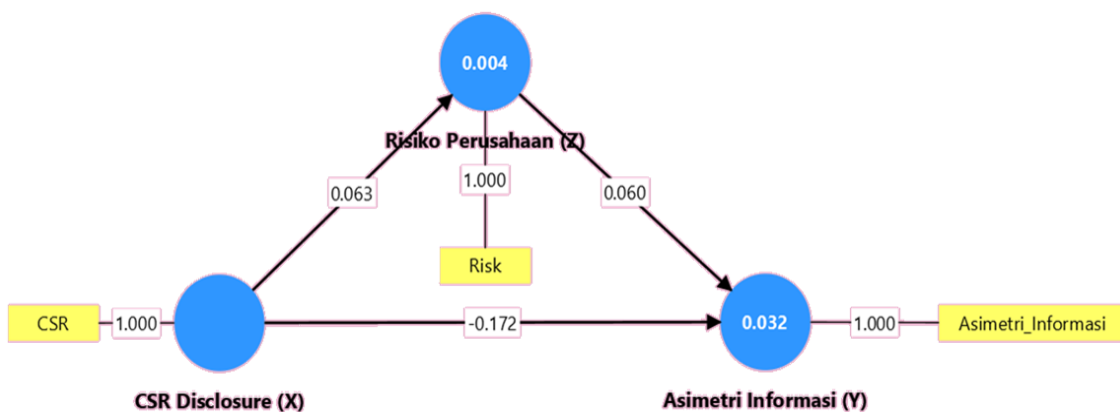 0.004
Risiko Perusahaan (Z)
0.063
1.000
0.060
Risk
CSR
1.000
-0.172
0.032
1.000
Asimetri_Informasi
CSR Disclosure (X)
Asimetri Informasi (Y)